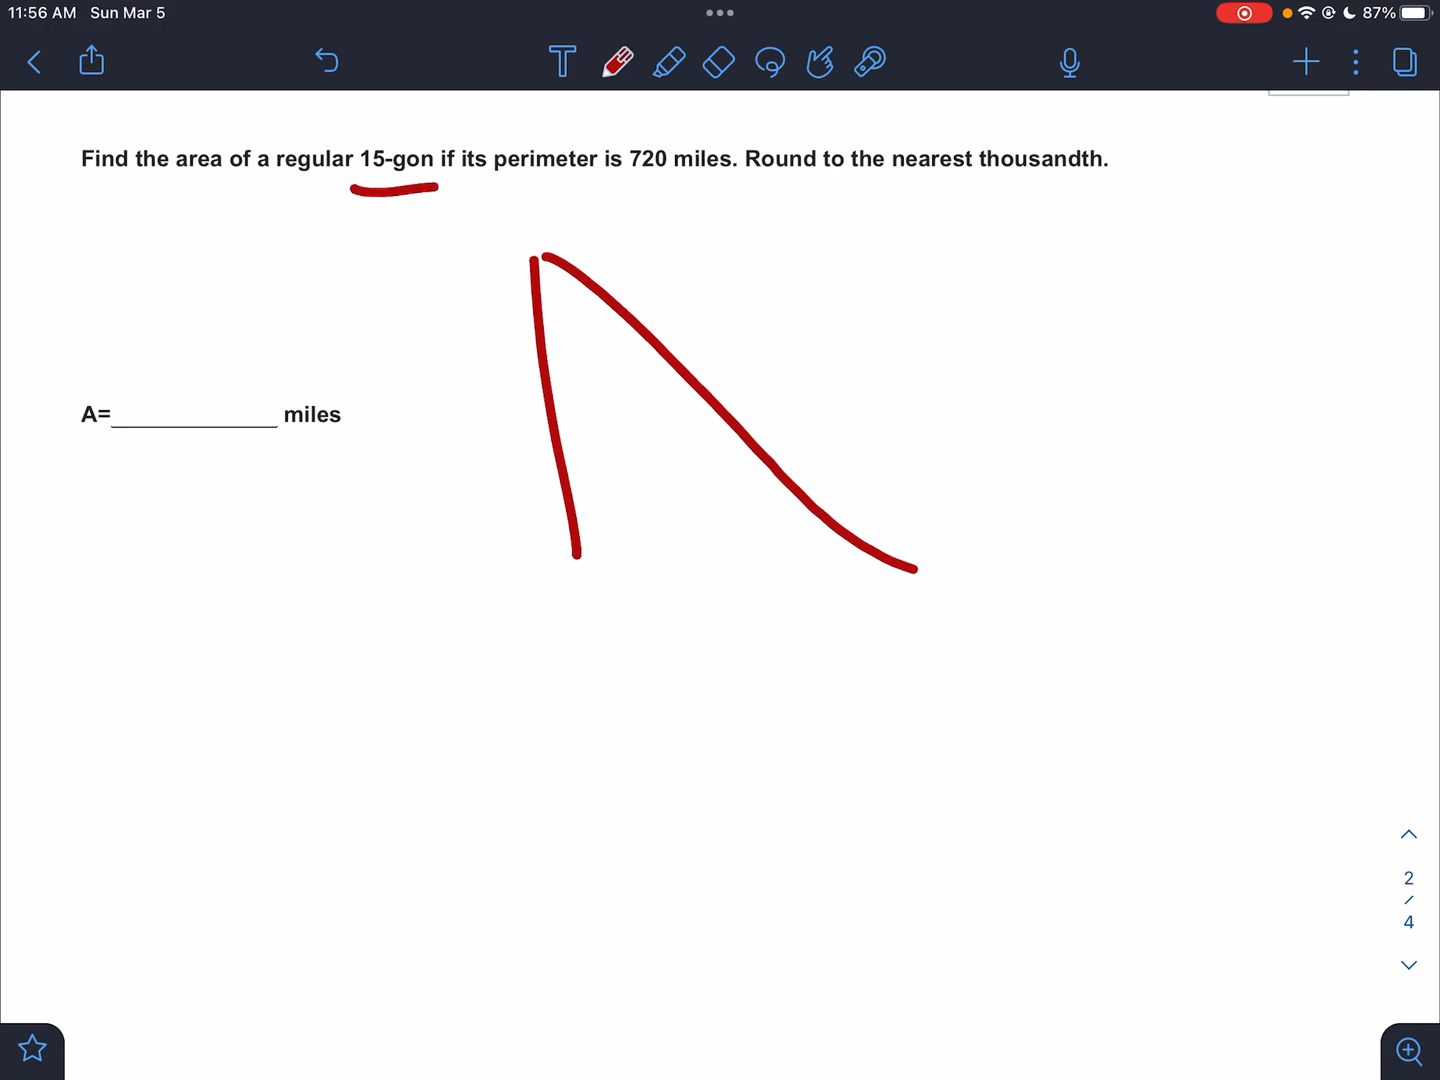 11:56 AM Sun Mar 5
87%
T
Find the area of a regular 15-gon if its perimeter is 720 miles. Round to the nearest thousandth.
A=____________ miles
2
/
4